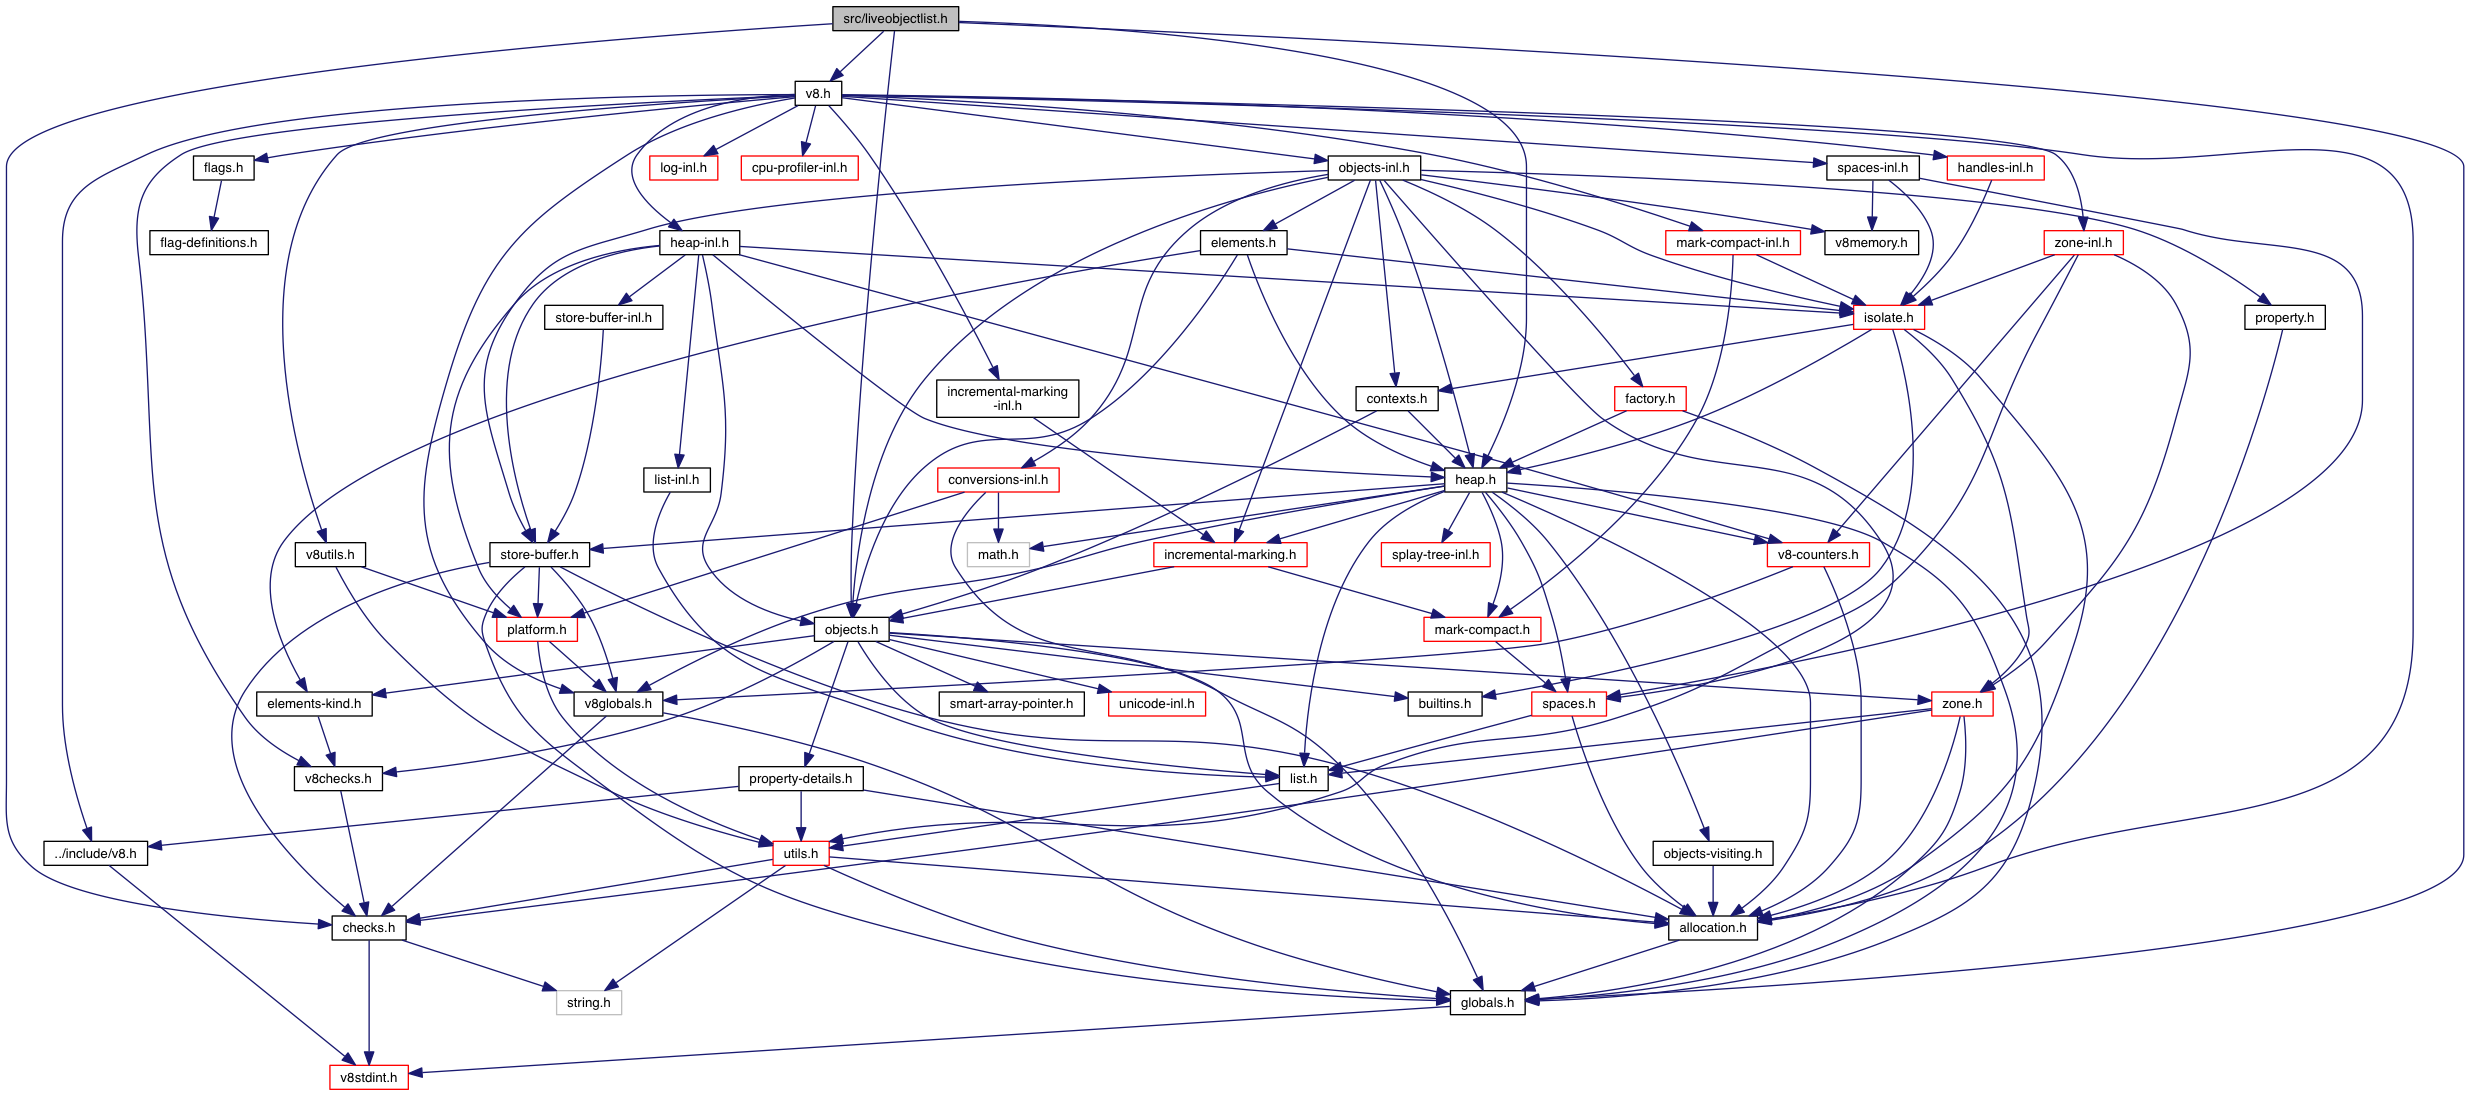 src/liveobjectlist.h
v8.h
flags.h
log-inl.h
cpu-profiler-inl.h
objects-inl.h
spaces-inl.h
handles-inl.h
flag-definitions.h
heap-inl.h
elements.h
mark-compact-inl.h
v8memory.h
zone-inl.h
store-buffer-inl.h
isolate.h
property.h
incremental-marking
-inl.h
contexts.h
factory.h
list-inl.h
conversions-inl.h
heap.h
v8utils.h
store-buffer.h
math.h
incremental-marking.h
splay-tree-inl.h
v8-counters.h
platform.h
objects.h
mark-compact.h
elements-kind.h
v8globals.h
smart-array-pointer.h
unicode-inl.h
builtins.h
spaces.h
zone.h
v8checks.h
property-details.h
list.h
../include/v8.h
utils.h
objects-visiting.h
checks.h
allocation.h
string.h
globals.h
v8stdint.h